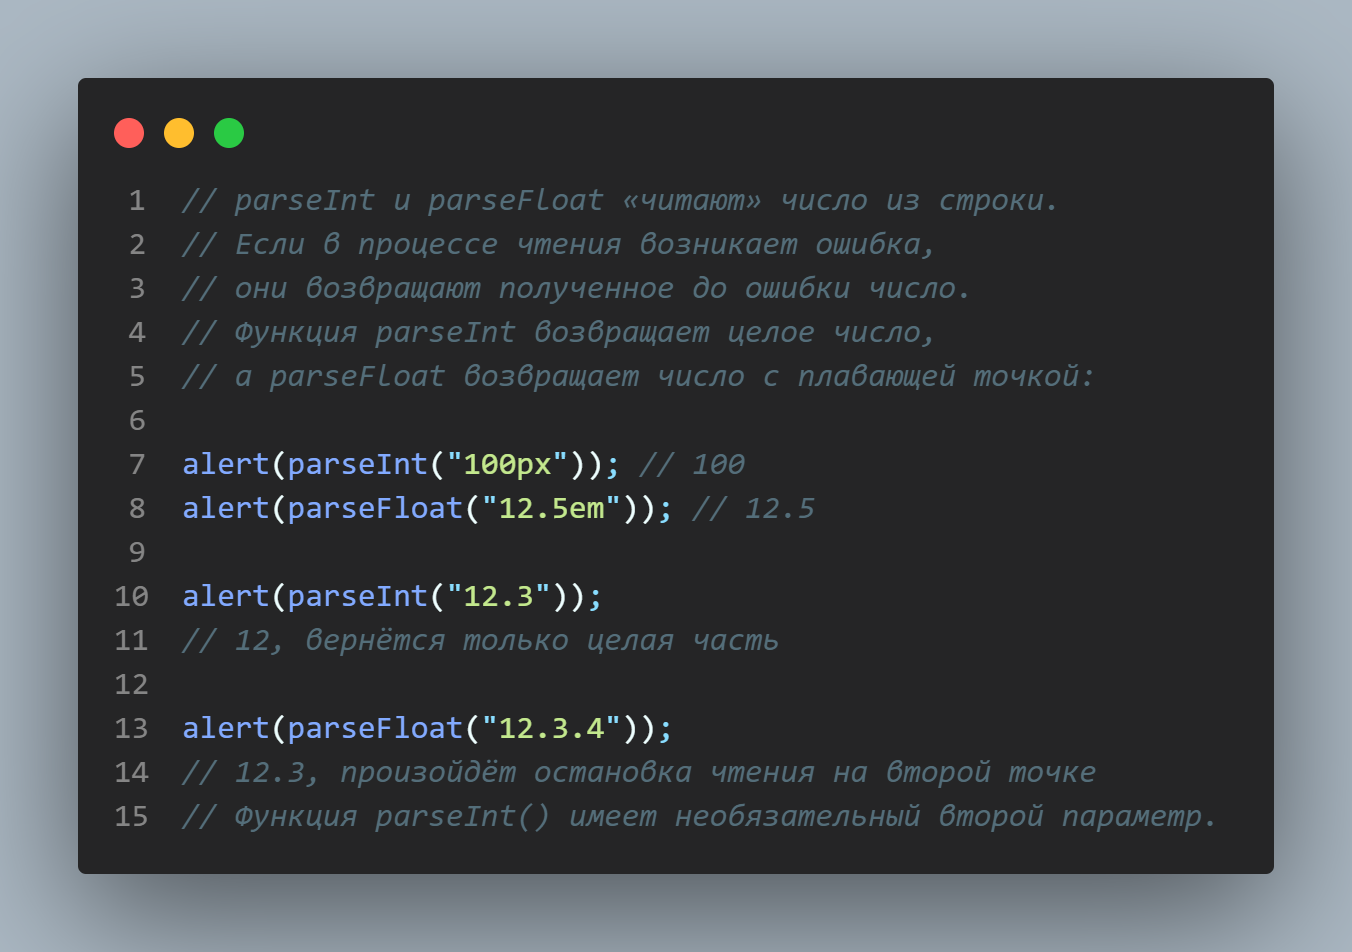 1 // parseInt и parseFloat «читают» число из строки.
2 // Если в процессе чтения возникает ошибка,
3 // они возвращают полученное до ошибки число.
4 // Функция parseInt возвращает целое число,
5 // а parseFloat возвращает число с плавающей точкой:
6
7 alert(parseInt("100px")); // 100
8 alert(parseFloat("12.5em")); // 12.5
9
10 alert(parseInt("12.3"));
11 // 12, вернётся только целая часть
12
13 alert(parseFloat("12.3.4"));
14 // 12.3, произойдёт остановка чтения на второй точке
15 // Функция parseInt() имеет необязательный второй параметр.